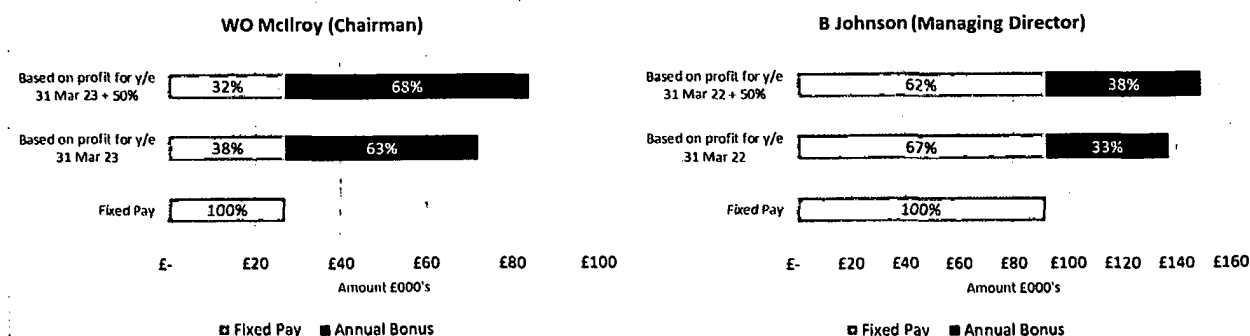 WO McIlroy (Chairman)
Based on profit for y/e
31 Mar 23 + 50%
32%
68%
Based on profit for y/e
31 Mar 23
38%
63%
Fixed Pay
100%
£-
£20
£40
£60
£80
£100
Amount £000's
Fixed Pay
Annual Bonus
B Johnson (Managing Director)
Based on profit for y/e
31 Mar 22 + 50%
62%
38%
Based on profit for y/e
31 Mar 22
67%
33%
Fixed Pay
100%
£-
£20
£40
£60
£80
£100
£120
£140
£160
Amount £000's
Fixed Pay
Annual Bonus